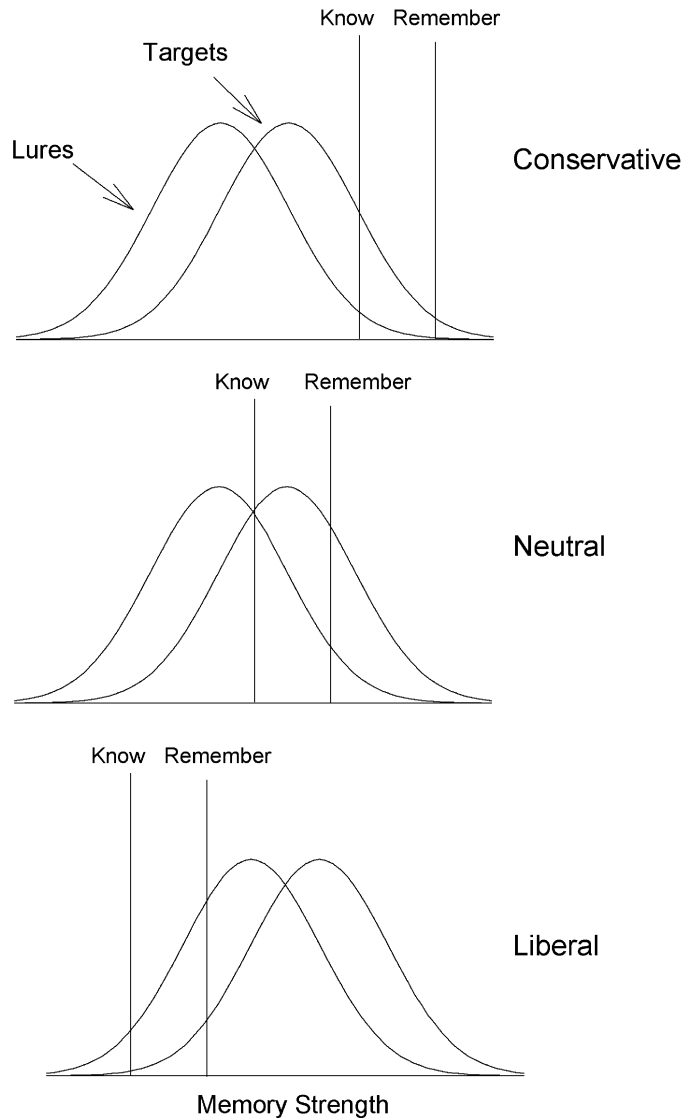 Know Remember
Targets
Lures
Conservative
Know Remember
Neutral
Know Remember
Liberal
Memory Strength